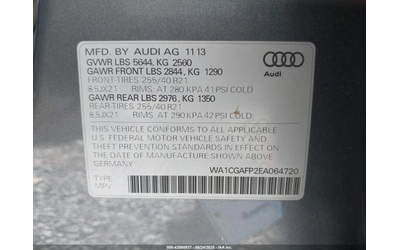 MFD. BY AUDI AG 11 13
GVWR LBS 5644, KG 2560
GAWR FRONT LBS 2844, KG 1290
FRONT-TIRES 255/40 R21
8.5JX21 RIMS, AT 280 KPA 41 PSI COLD
GAWR REAR LBS 2976, KG 1350
REAR-TIRES 255/40 R21
8.5JX21 RIMS, AT 290 KPA 42 PSI COLD
THIS VEHICLE CONFORMS TO ALL APPLICABLE
U.S. FEDERAL MOTOR VEHICLE SAFETY BUMPER
AND THEFT PREVENTION STANDARDS IN EFFECT ON
THE DATE OF MANUFACTURE SHOWN ABOVE.
WA1CGAFP2EA064720
TYPE:
MPV
Audi